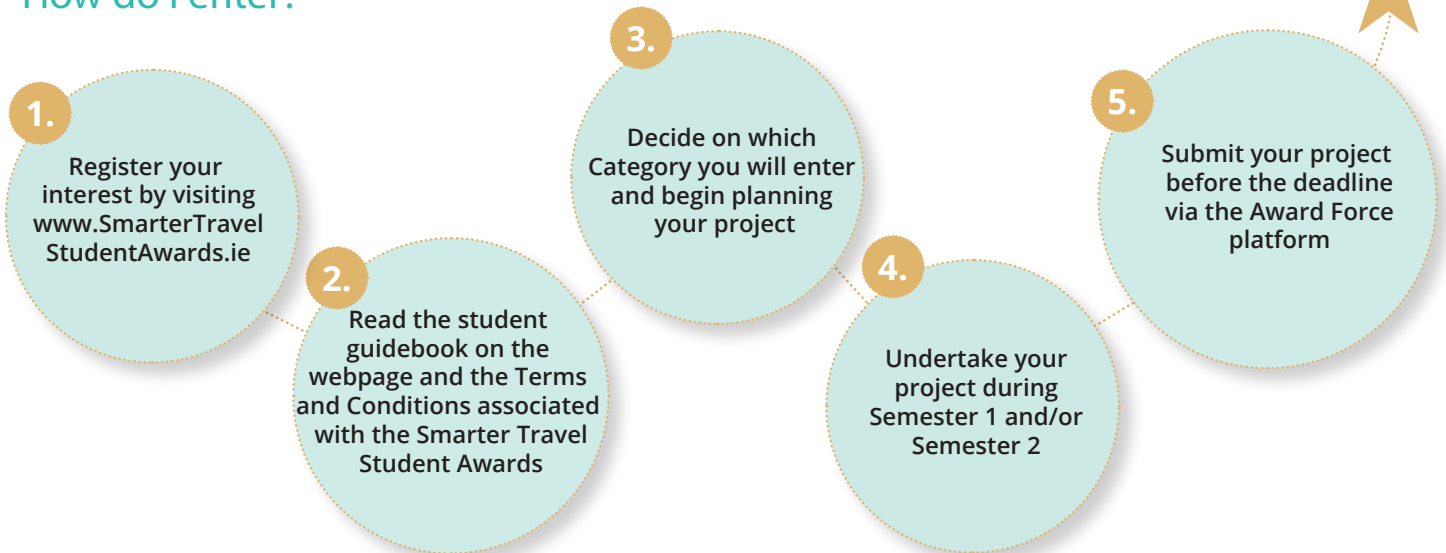 How do I enter?
1.
Register your
interest by visiting
www.SmarterTravel
StudentAwards.ie
2.
Read the student
guidebook on the
webpage and the Terms
and Conditions associated
with the Smarter Travel
Student Awards
3.
Decide on which
Category you will enter
and begin planning
your project
4.
Undertake your
project during
Semester 1 and/or
Semester 2
5.
Submit your project
before the deadline
via the Award Force
platform